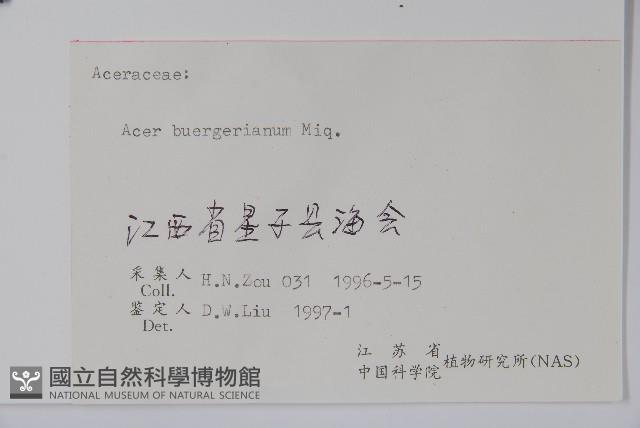 Aceraceae:
Acer buergerianum Miq.
江西省星子县海会
采集人 H.N.Zou 031 1996-5-15
Coll.
鉴定人 D.W.Liu 1997-1
Det.
江苏省
中国科学院 植物研究所(NAS)
國立自然科學博物館
NATIONAL MUSEUM OF NATURAL SCIENCE